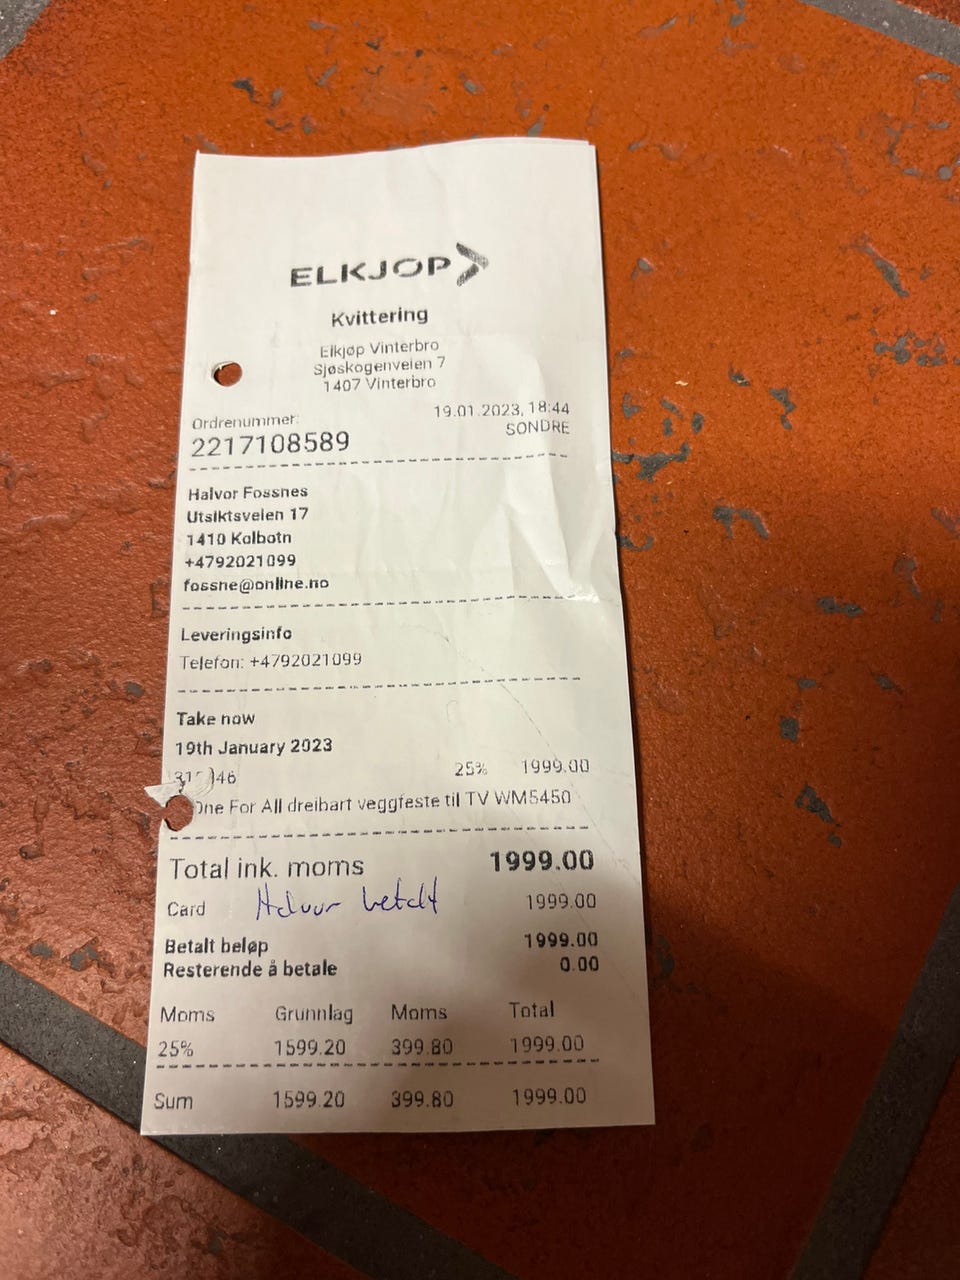 ELKJØP
Kvittering
Elkjøp Vinterbro
Sjøskogenveien 7
1407 Vinterbro
Ordrenummer: 19.01.2023, 18:44
2217108589 SONDRE
Halvor Fossnes
Utsiktsveien 17
1410 Kolbotn
+4792021099
fossne@online.no
Leveringsinfo
Telefon: +4792021099
Take now
19th January 2023
25% 1999.00
One For All dreibart veggfeste til TV WM5450
Total ink. moms 1999.00
Card Halvor betalt 1999.00
Betalt beløp 1999.00
Resterende å betale 0.00
Moms Grunnlag Moms Total
25% 1599.20 399.80 1999.00
Sum 1599.20 399.80 1999.00